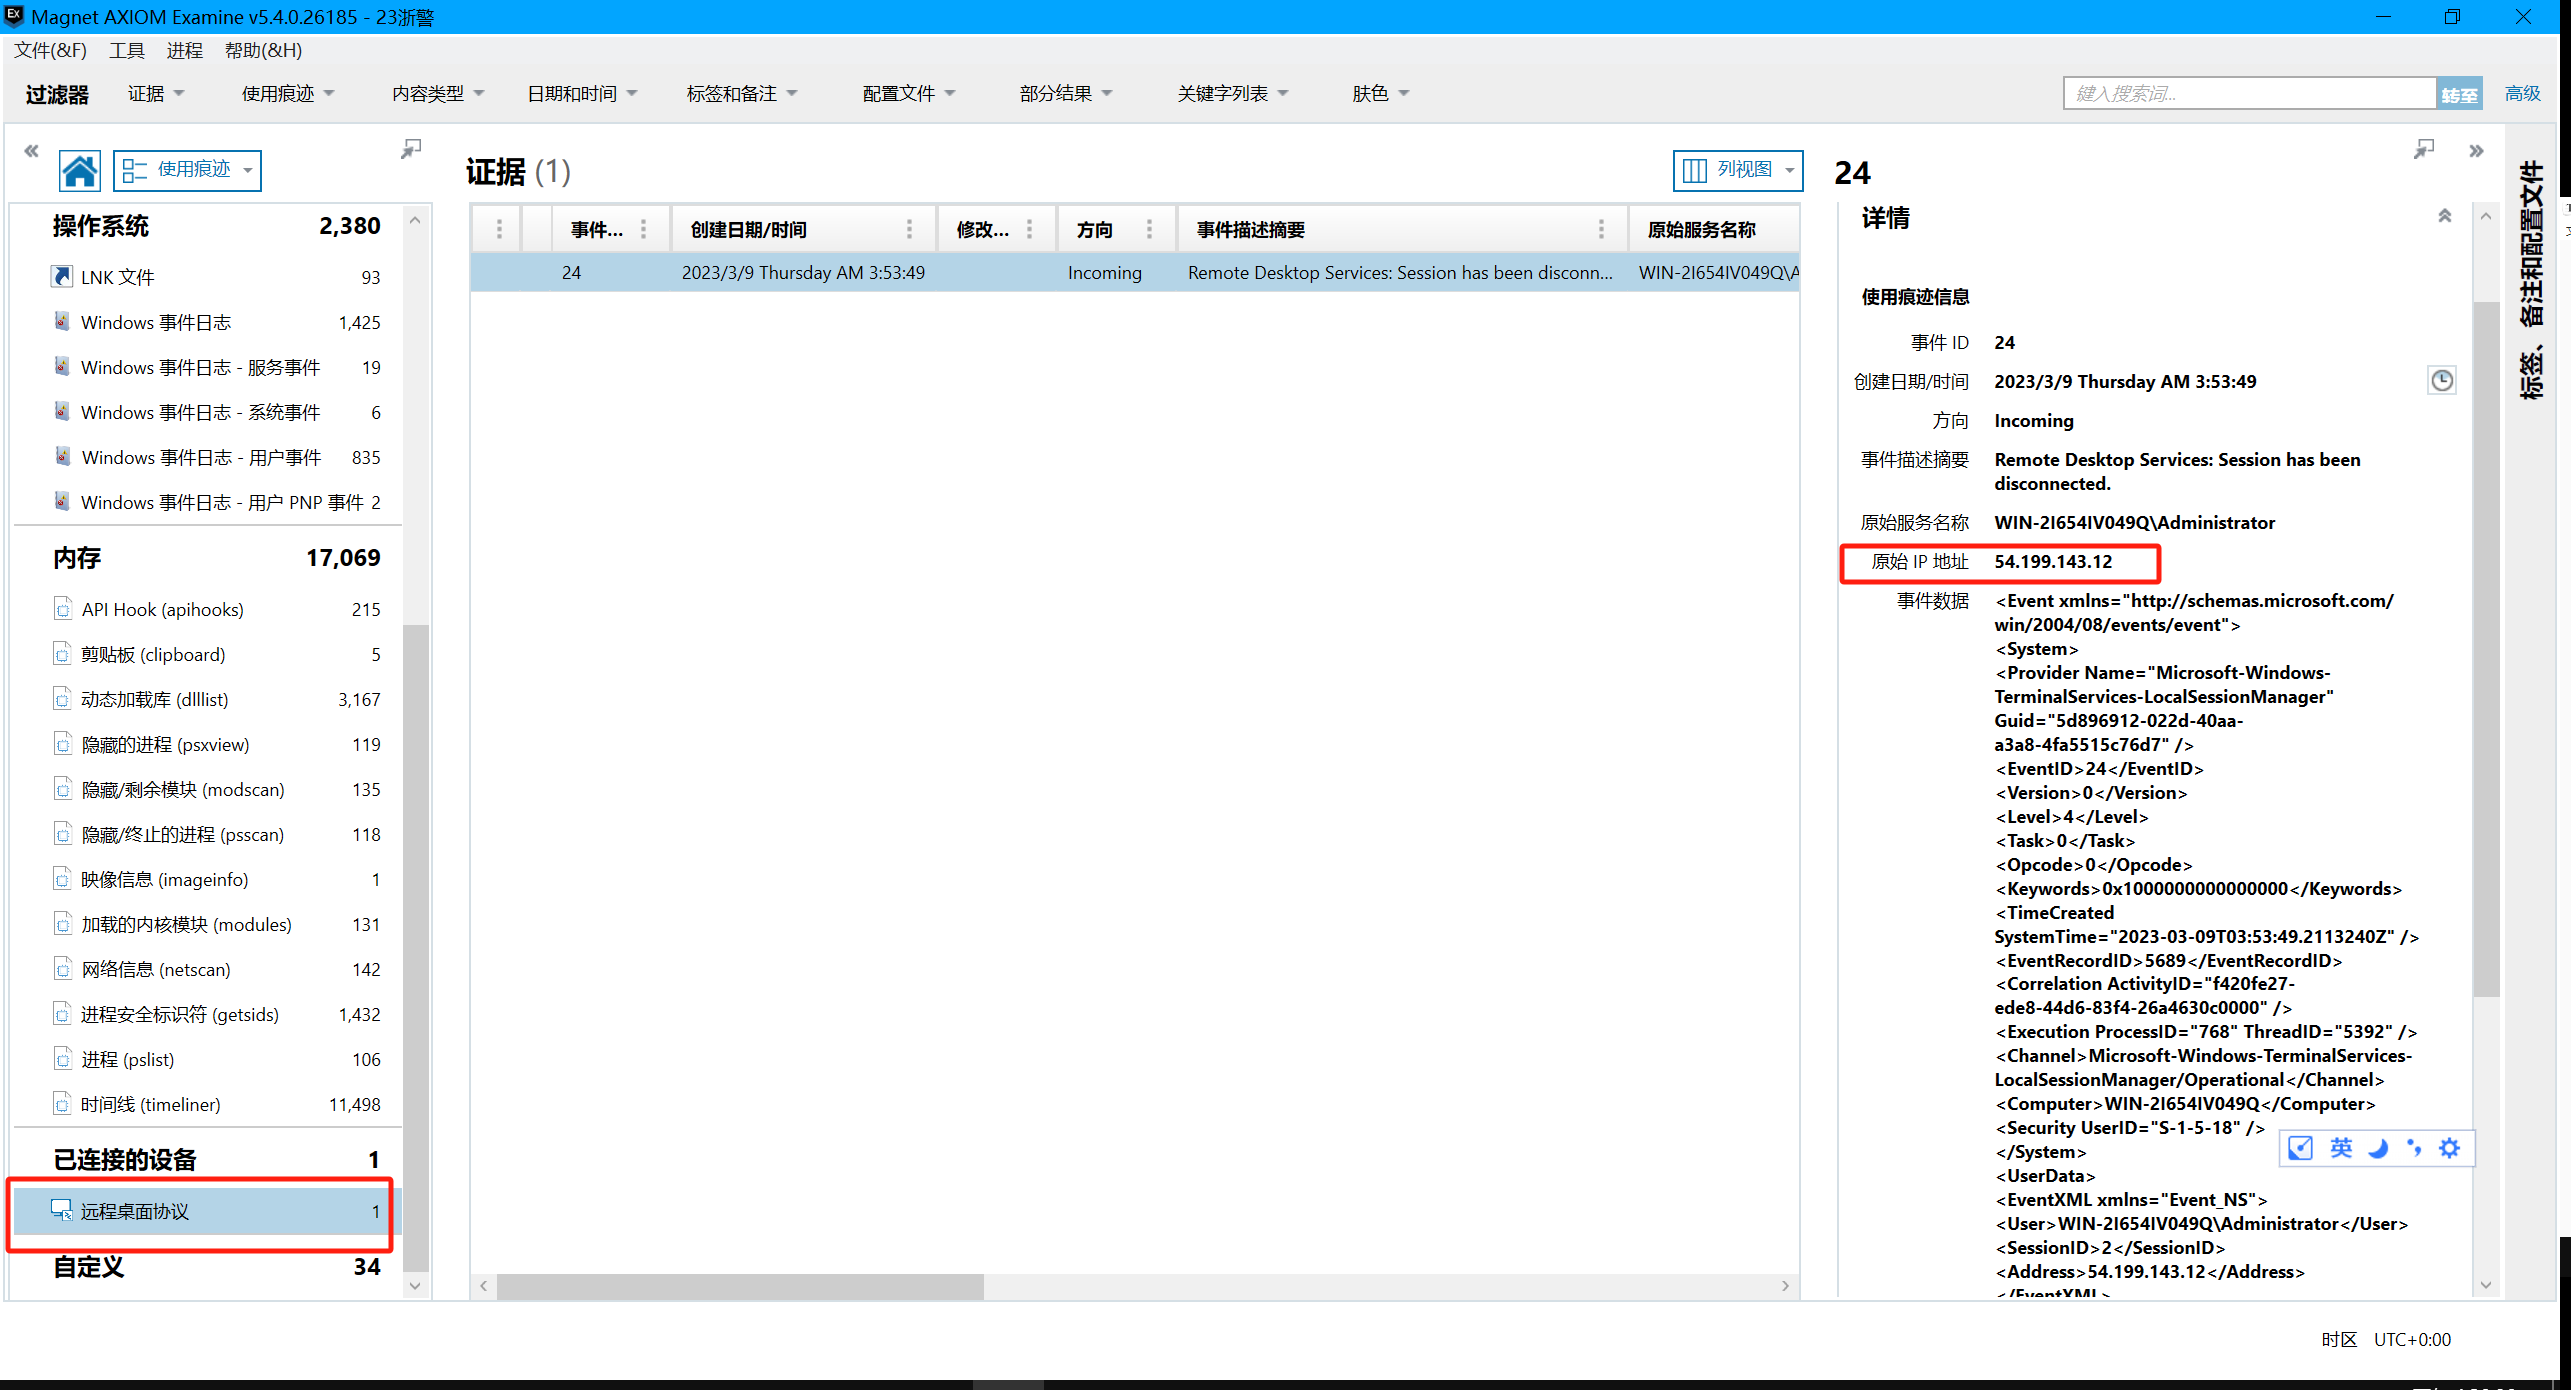 Magnet AXIOM Examine v5.4.0.26185 - 23浙警
文件(&F) 工具 进程 帮助(&H)
过滤器 证据 使用痕迹 内容类型 日期和时间 标签和备注 配置文件 部分结果 关键字列表 肤色 键入搜索词... 转至 高级
使用痕迹
操作系统 2,380
LNK 文件 93
Windows 事件日志 1,425
Windows 事件日志 - 服务事件 19
Windows 事件日志 - 系统事件 6
Windows 事件日志 - 用户事件 835
Windows 事件日志 - 用户 PNP 事件 2
内存 17,069
API Hook (apihooks) 215
剪贴板 (clipboard) 5
动态加载库 (dlllist) 3,167
隐藏的进程 (psxview) 119
隐藏/剩余模块 (modscan) 135
隐藏/终止的进程 (psscan) 118
映像信息 (imageinfo) 1
加载的内核模块 (modules) 131
网络信息 (netscan) 142
进程安全标识符 (getsids) 1,432
进程 (pslist) 106
时间线 (timeliner) 11,498
已连接的设备 1
远程桌面协议 1
自定义 34
证据 (1)
列视图
事件... 创建日期/时间 修改... 方向 事件描述摘要 原始服务名称
24 2023/3/9 Thursday AM 3:53:49 Incoming Remote Desktop Services: Session has been disconn... WIN-2I654IV049Q\A
24
详情
使用痕迹信息
事件 ID 24
创建日期/时间 2023/3/9 Thursday AM 3:53:49
方向 Incoming
事件描述摘要 Remote Desktop Services: Session has been
disconnected.
原始服务名称 WIN-2I654IV049Q\Administrator
原始 IP 地址 54.199.143.12
事件数据 <Event xmlns="http://schemas.microsoft.com/
win/2004/08/events/event">
<System>
<Provider Name="Microsoft-Windows-
TerminalServices-LocalSessionManager"
Guid="5d896912-022d-40aa-
a3a8-4fa5515c76d7" />
<EventID>24</EventID>
<Version>0</Version>
<Level>4</Level>
<Task>0</Task>
<Opcode>0</Opcode>
<Keywords>0x1000000000000000</Keywords>
<TimeCreated
SystemTime="2023-03-09T03:53:49.2113240Z" />
<EventRecordID>5689</EventRecordID>
<Correlation ActivityID="f420fe27-
ede8-44d6-83f4-26a4630c0000" />
<Execution ProcessID="768" ThreadID="5392" />
<Channel>Microsoft-Windows-TerminalServices-
LocalSessionManager/Operational</Channel>
<Computer>WIN-2I654IV049Q</Computer>
<Security UserID="S-1-5-18" />
</System>
<UserData>
<EventXML xmlns="Event_NS">
<User>WIN-2I654IV049Q\Administrator</User>
<SessionID>2</SessionID>
<Address>54.199.143.12</Address>
</EventXML>
英
标签、备注和配置文件
时区 UTC+0:00